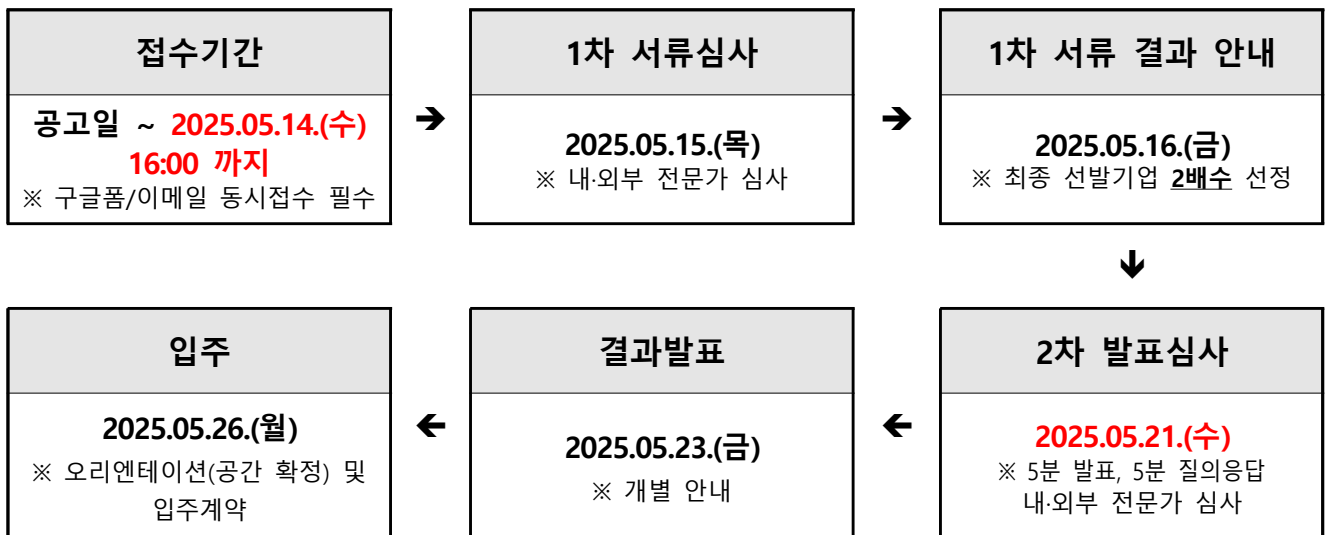 접수기간
공고일 ~ 2025.05.14.(수)
16:00 까지
※ 구글폼/이메일 동시접수 필수
➔
1차 서류심사
2025.05.15.(목)
※ 내·외부 전문가 심사
➔
1차 서류 결과 안내
2025.05.16.(금)
※ 최종 선발기업 2배수 선정
🡻
2차 발표심사
2025.05.21.(수)
※ 5분 발표, 5분 질의응답
내·외부 전문가 심사
🡸
결과발표
2025.05.23.(금)
※ 개별 안내
🡸
입주
2025.05.26.(월)
※ 오리엔테이션(공간 확정) 및
입주계약